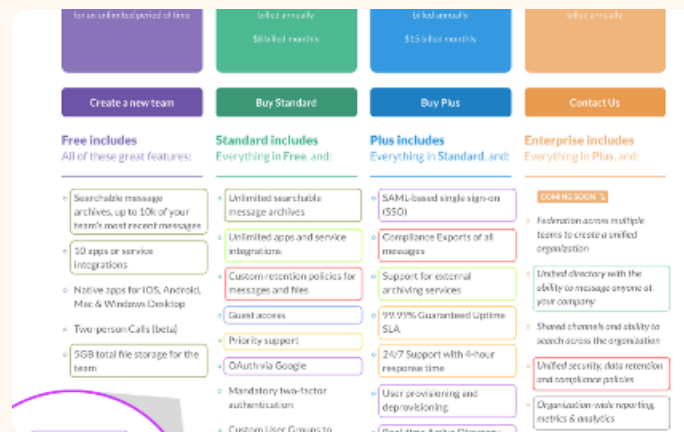 for an unlimited period of time
billed annually
$8 billed monthly
billed annually
$15 billed monthly
billed annually
Create a new team
Buy Standard
Buy Plus
Contact Us
Free includes
All of these great features:
Searchable message
archives, up to 10k of your
team's most recent messages
10 apps or service
integrations
Native apps for iOS, Android,
Mac & Windows Desktop
Two-person Calls (beta)
5GB total file storage for the
team
Standard includes
Everything in Free, and:
Unlimited searchable
message archives
Unlimited apps and service
integrations
Custom retention policies for
messages and files
Guest access
Priority support
OAuth via Google
Mandatory two-factor
authentication
Custom User Groups to
Plus includes
Everything in Standard, and:
SAML-based single sign-on
(SSO)
Compliance Exports of all
messages
Support for external
archiving services
99.99% Guaranteed Uptime
SLA
24/7 Support with 4-hour
response time
User provisioning and
deprovisioning
Real-time Active Directory
Enterprise includes
Everything in Plus, and:
COMING SOON
Federation across multiple
teams to create a unified
organization
Unified directory with the
ability to message anyone at
your company
Shared channels and ability to
search across the organization
Unified security, data retention
and compliance policies
Organization-wide reporting,
metrics & analytics